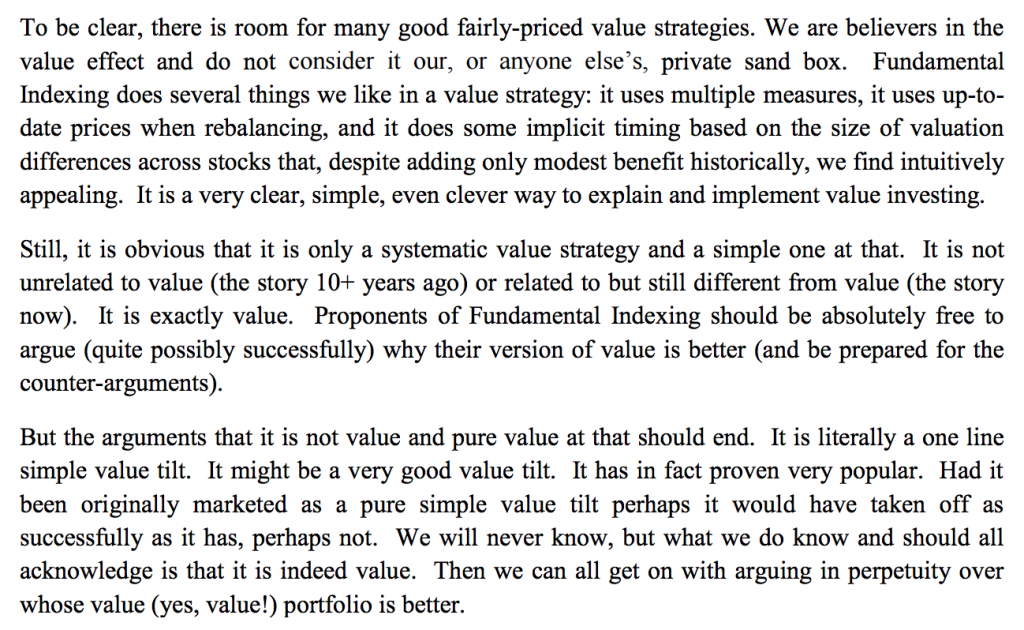 To be clear, there is room for many good fairly-priced value strategies. We are believers in the
value effect and do not consider it our, or anyone else’s, private sand box. Fundamental
Indexing does several things we like in a value strategy: it uses multiple measures, it uses up-to-
date prices when rebalancing, and it does some implicit timing based on the size of valuation
differences across stocks that, despite adding only modest benefit historically, we find intuitively
appealing. It is a very clear, simple, even clever way to explain and implement value investing.
Still, it is obvious that it is only a systematic value strategy and a simple one at that. It is not
unrelated to value (the story 10+ years ago) or related to but still different from value (the story
now). It is exactly value. Proponents of Fundamental Indexing should be absolutely free to
argue (quite possibly successfully) why their version of value is better (and be prepared for the
counter-arguments).
But the arguments that it is not value and pure value at that should end. It is literally a one line
simple value tilt. It might be a very good value tilt. It has in fact proven very popular. Had it
been originally marketed as a pure simple value tilt perhaps it would have taken off as
successfully as it has, perhaps not. We will never know, but what we do know and should all
acknowledge is that it is indeed value. Then we can all get on with arguing in perpetuity over
whose value (yes, value!) portfolio is better.